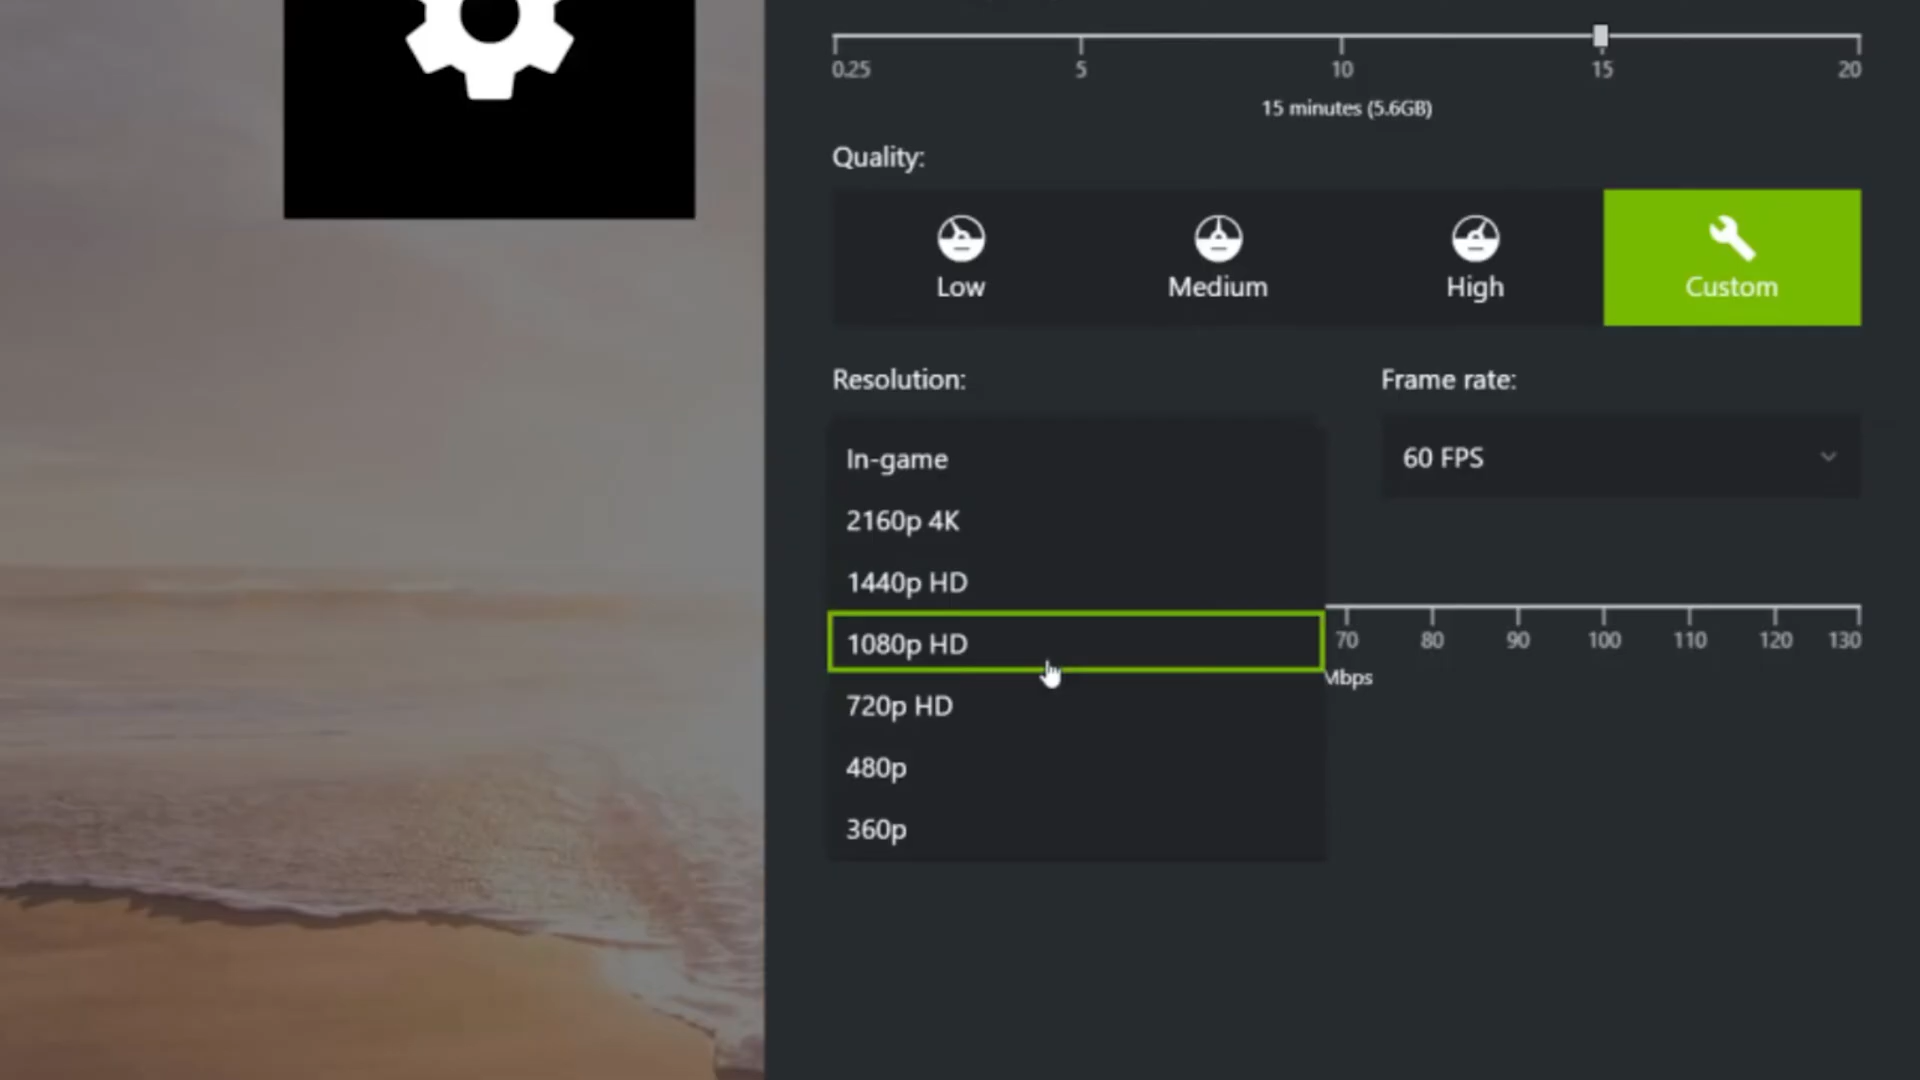 0.25 5 10 15 20
15 minutes (5.6GB)
Quality:
Low Medium High Custom
Resolution: Frame rate:
In-game 60 FPS
2160p 4K
1440p HD
1080p HD 70 80 90 100 110 120 130
Mbps
720p HD
480p
360p